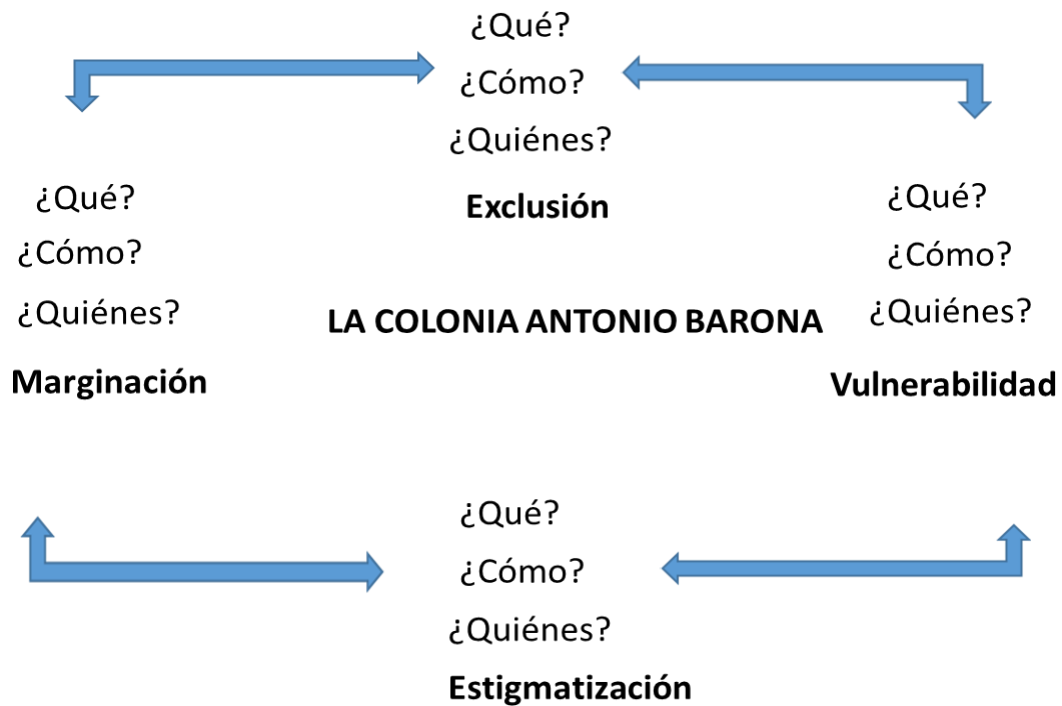 ¿Qué?
¿Cómo?
¿Quiénes?
Exclusión
¿Qué?
¿Cómo?
¿Quiénes?
Marginación
LA COLONIA ANTONIO BARONA
¿Qué?
¿Cómo?
¿Quiénes?
Vulnerabilidad
¿Qué?
¿Cómo?
¿Quiénes?
Estigmatización